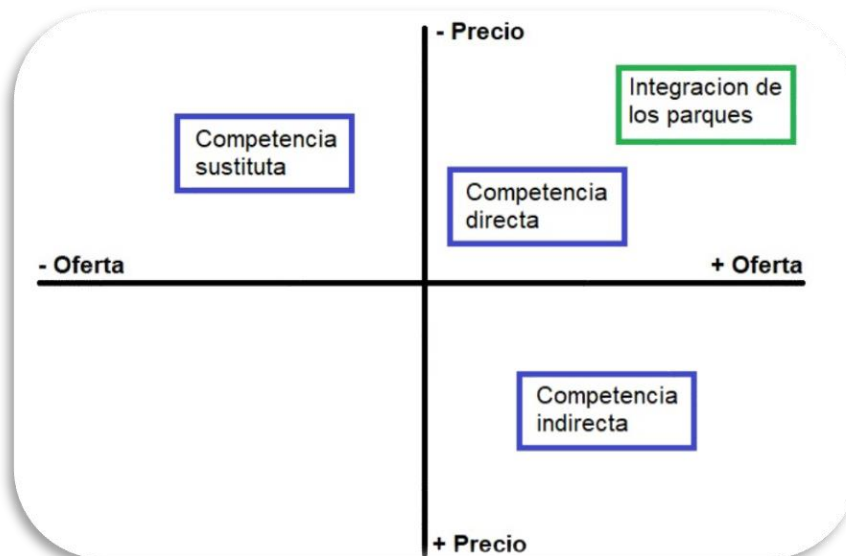 - Precio
Integracion de
los parques
Competencia
sustituta
Competencia
directa
- Oferta
+ Oferta
Competencia
indirecta
+ Precio